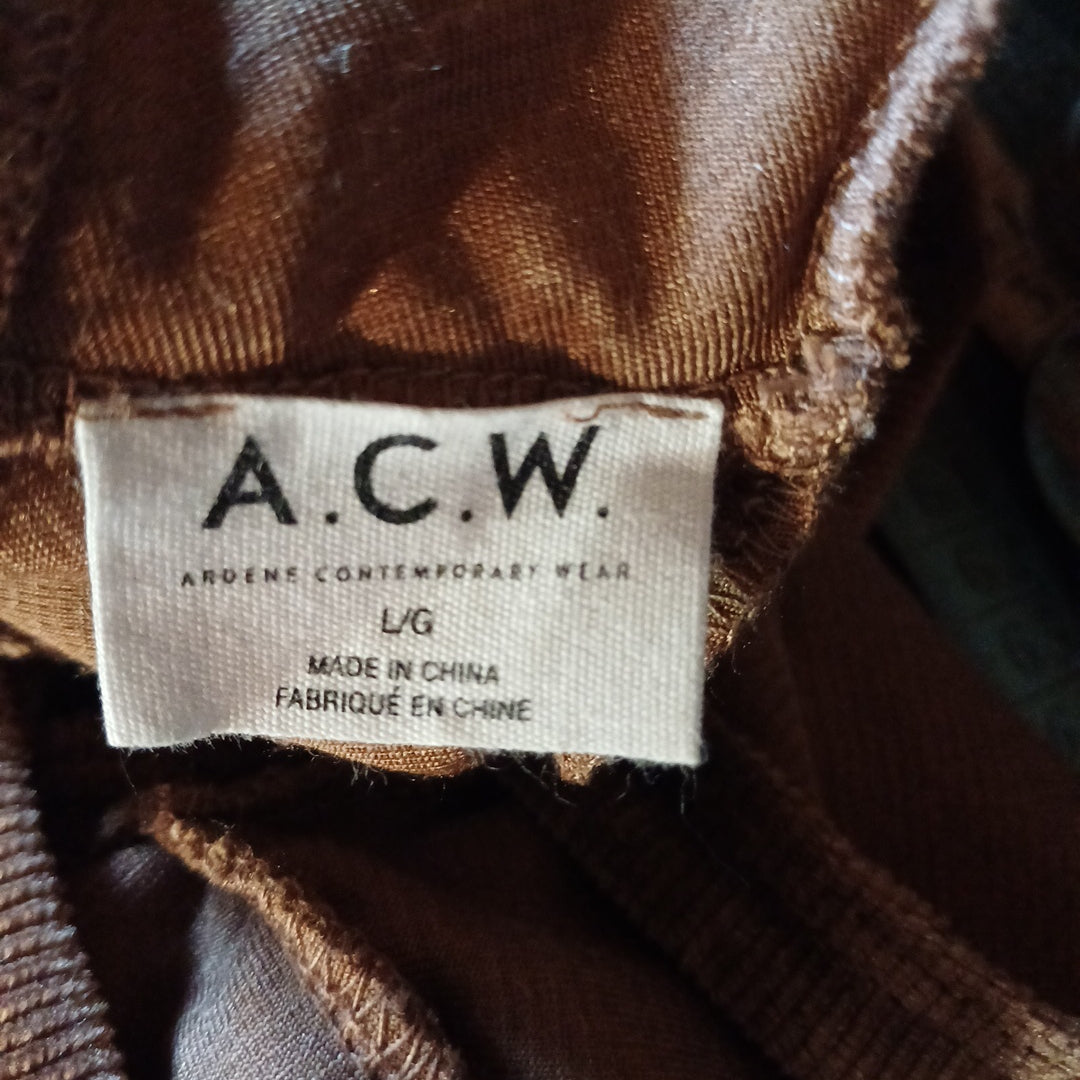 A.C.W.
ARDENE CONTEMPORARY WEAR
L/G
MADE IN CHINA
FABRIQUÉ EN CHINE